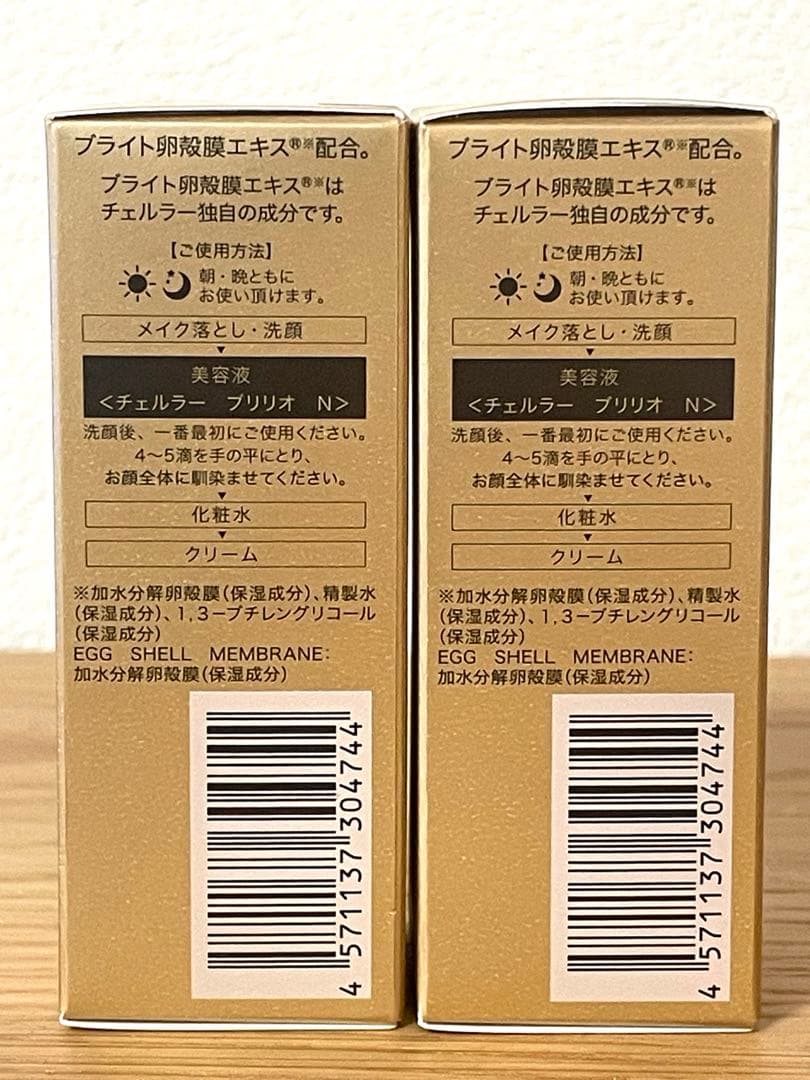 ブライト卵殻膜エキス®※配合。
ブライト卵殻膜エキス®※は
チェルラー独自の成分です。
【ご使用方法】
朝・晩ともに
お使い頂けます。
メイク落とし・洗顔
美容液
<チェルラー ブリリオ N>
洗顔後、一番最初にご使用ください。
4〜5滴を手の平にとり、
お顔全体に馴染ませてください。
化粧水
クリーム
※加水分解卵殻膜(保湿成分)、精製水
(保湿成分)、1,3−ブチレングリコール
(保湿成分)
EGG SHELL MEMBRANE:
加水分解卵殻膜(保湿成分)
4 571137 304744
ブライト卵殻膜エキス®※配合。
ブライト卵殻膜エキス®※は
チェルラー独自の成分です。
【ご使用方法】
朝・晩ともに
お使い頂けます。
メイク落とし・洗顔
美容液
<チェルラー ブリリオ N>
洗顔後、一番最初にご使用ください。
4〜5滴を手の平にとり、
お顔全体に馴染ませてください。
化粧水
クリーム
※加水分解卵殻膜(保湿成分)、精製水
(保湿成分)、1,3−ブチレングリコール
(保湿成分)
EGG SHELL MEMBRANE:
加水分解卵殻膜(保湿成分)
4 571137 304744